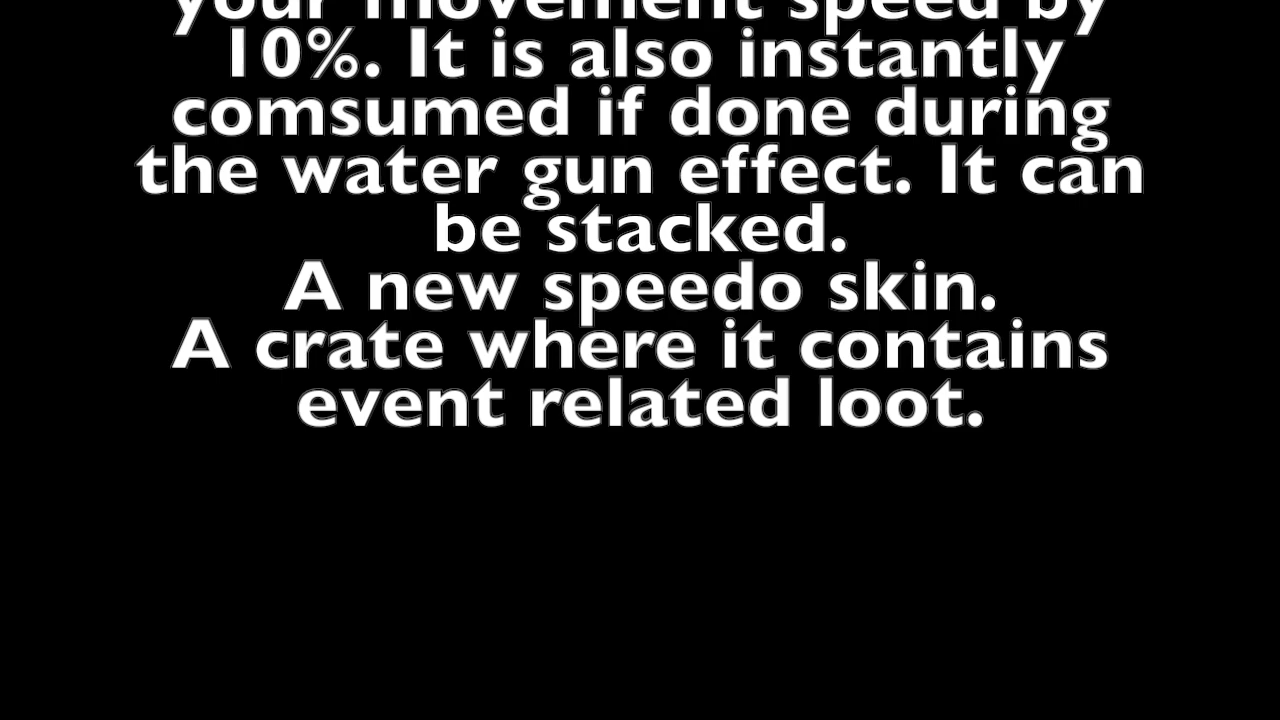 your movement speed by
10%. It is also instantly
comsumed if done during
the water gun effect. It can
be stacked.
A new speedo skin.
A crate where it contains
event related loot.